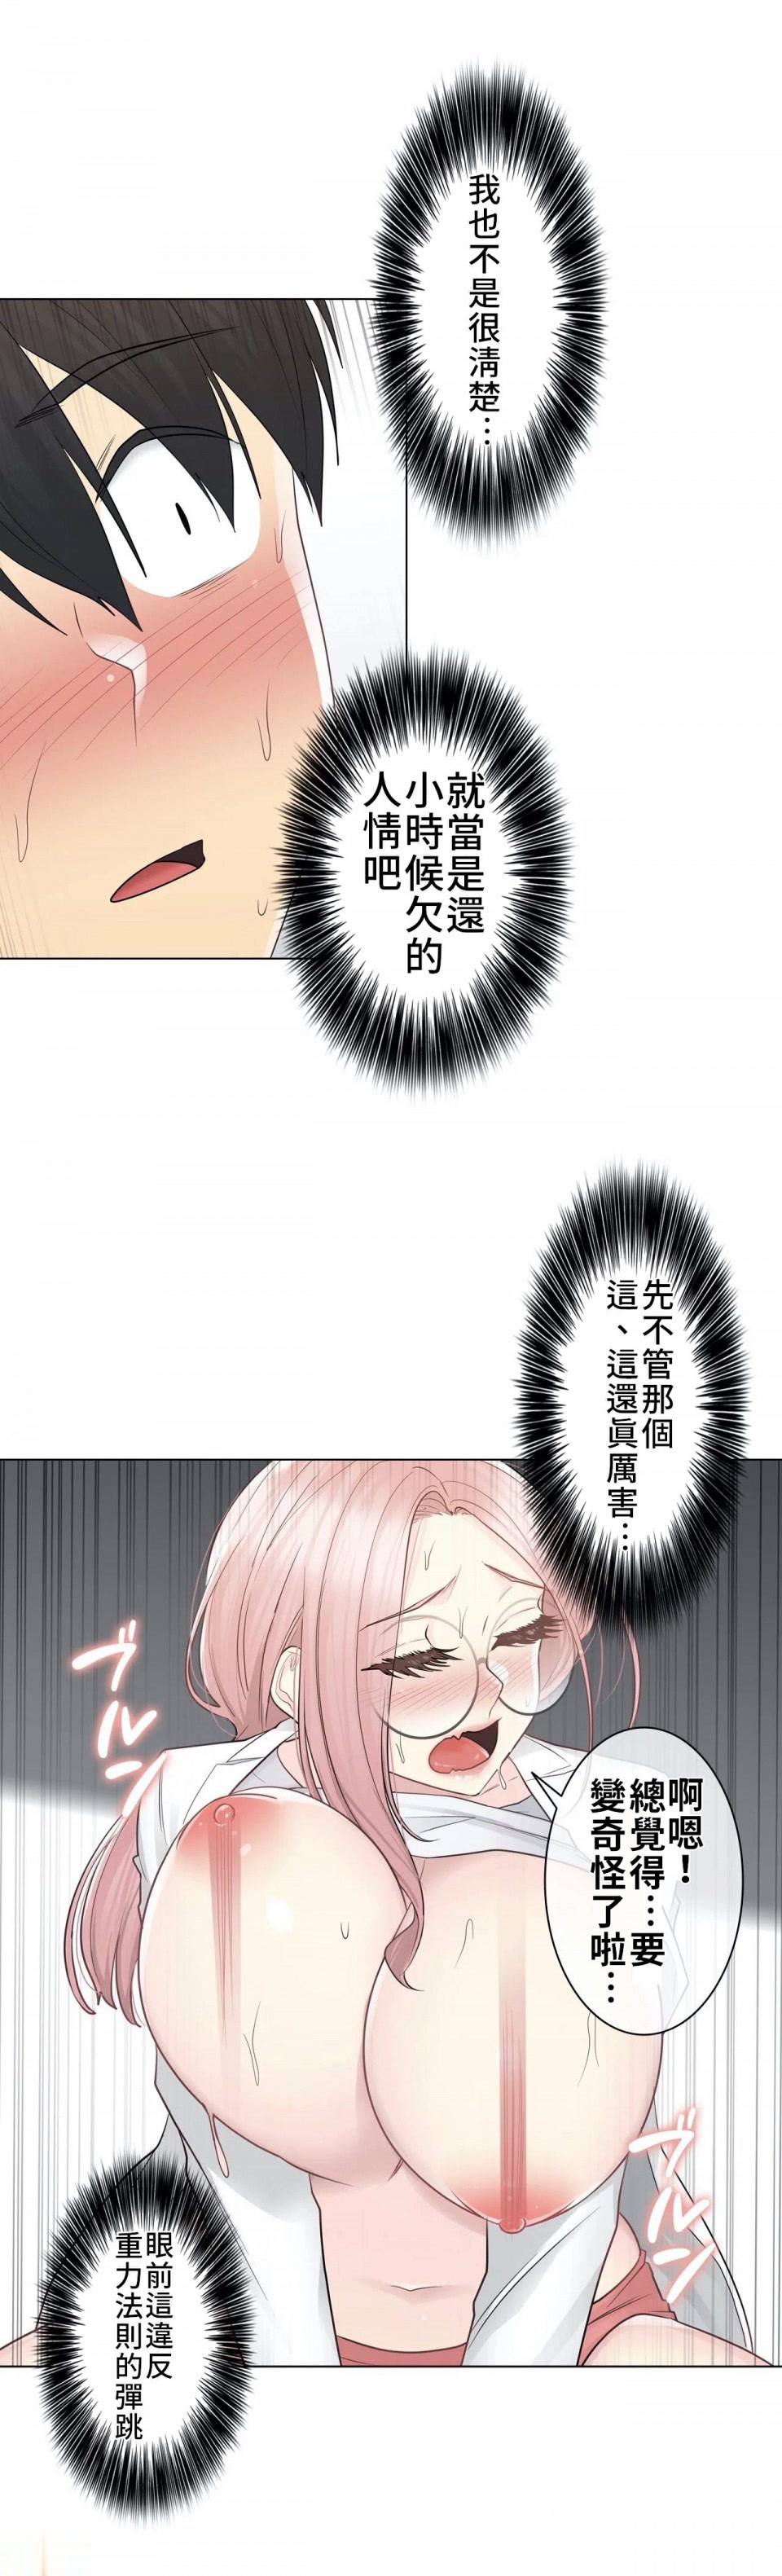 我也不是很淸楚…
就當是還
小時候欠的
人情吧
先不管那個
這、這還眞厲害…
ブルン
啊嗯！
總覺得…要
變奇怪了啦…
ブルン
眼前這違反
重力法則的彈跳